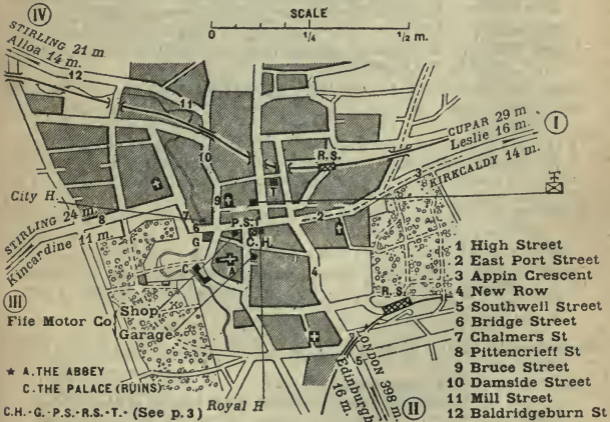 SCALE
0 1/4 1/2 m.
IV
STIRLING 21 m.
Alloa 14 m.
12
11
10
CUPAR 29 m
Leslie 16 m.
I
KIRKCALDY 14 m.
R.S.
T
3
2
9
1
P.S.
City H.
8
7
6
G
C.H.
STIRLING 24 m.
Kincardine 11 m.
A
C
4
III
Fife Motor Co.
Shop
Garage
R.S.
5
LONDON 398 m.
Edinburgh
16 m.
II
Royal H
★ A.THE ABBEY
C.THE PALACE (RUINS)
C.H.-G.-P.S.-R.S.-T.- (See p.3)
1 High Street
2 East Port Street
3 Appin Crescent
4 New Row
5 Southwell Street
6 Bridge Street
7 Chalmers St
8 Pittencrieff St
9 Bruce Street
10 Damside Street
11 Mill Street
12 Baldridgeburn St